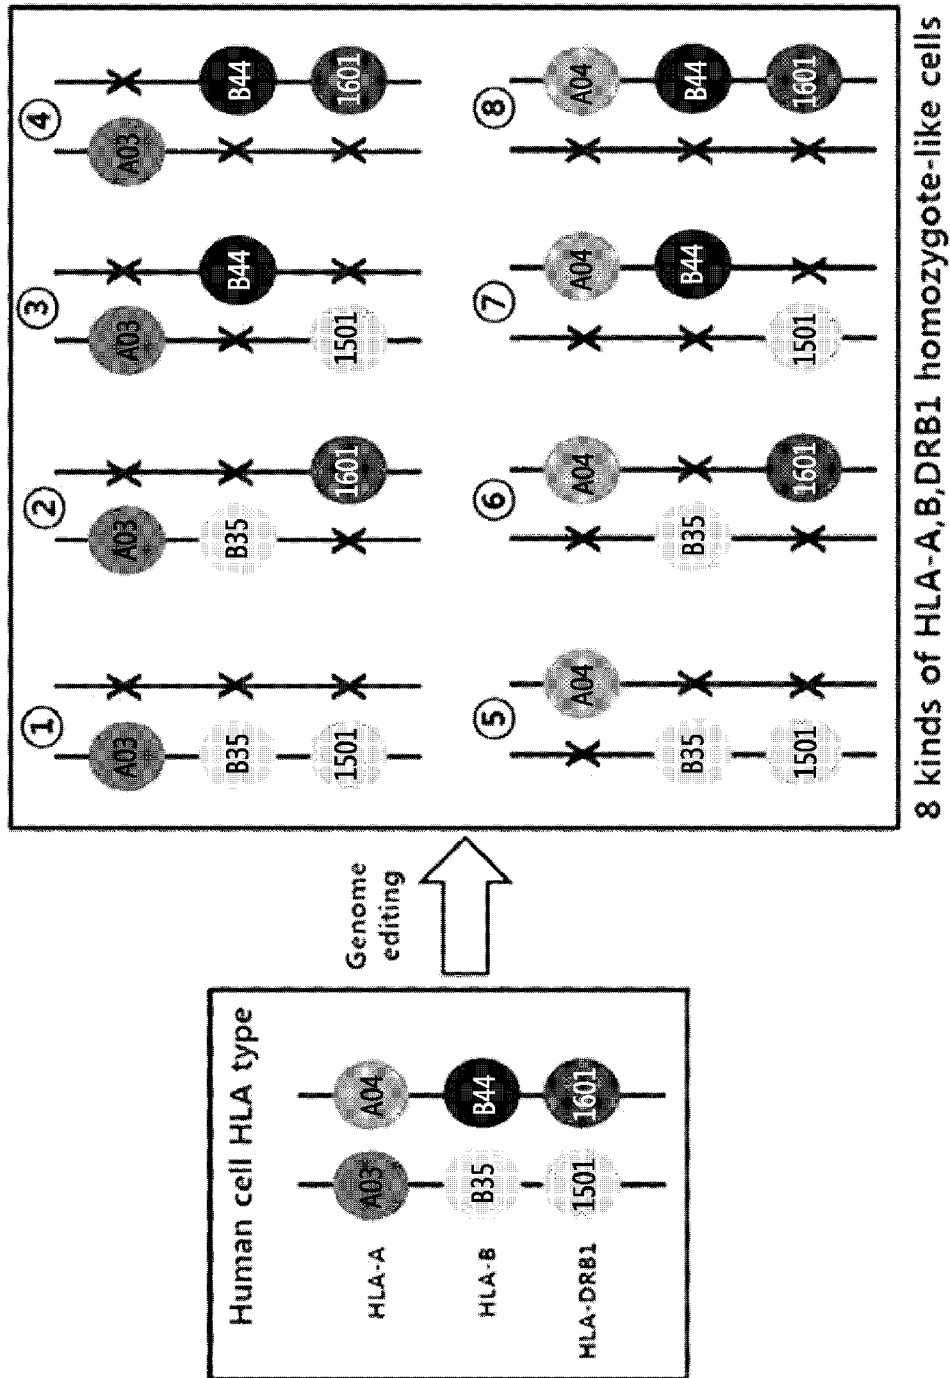 Human cell HLA type
HLA-A
A03
A04
HLA-B
B35
B44
HLA-DRB1
1501
1601
Genome
editing
①
A03
B35
1501
②
A03
B35
1601
③
A03
B44
1501
④
A03
B44
1601
⑤
A04
B35
1501
⑥
A04
B35
1601
⑦
A04
B44
1501
⑧
A04
B44
1601
8 kinds of HLA-A,B,DRB1 homozygote-like cells